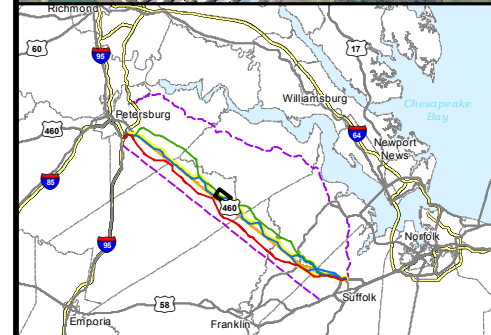 Richmond
60
95
17
Williamsburg
Chesapeake
Bay
Petersburg
460
64
Newport
News
85
460
95
Norfolk
58
Suffolk
Emporia
Franklin